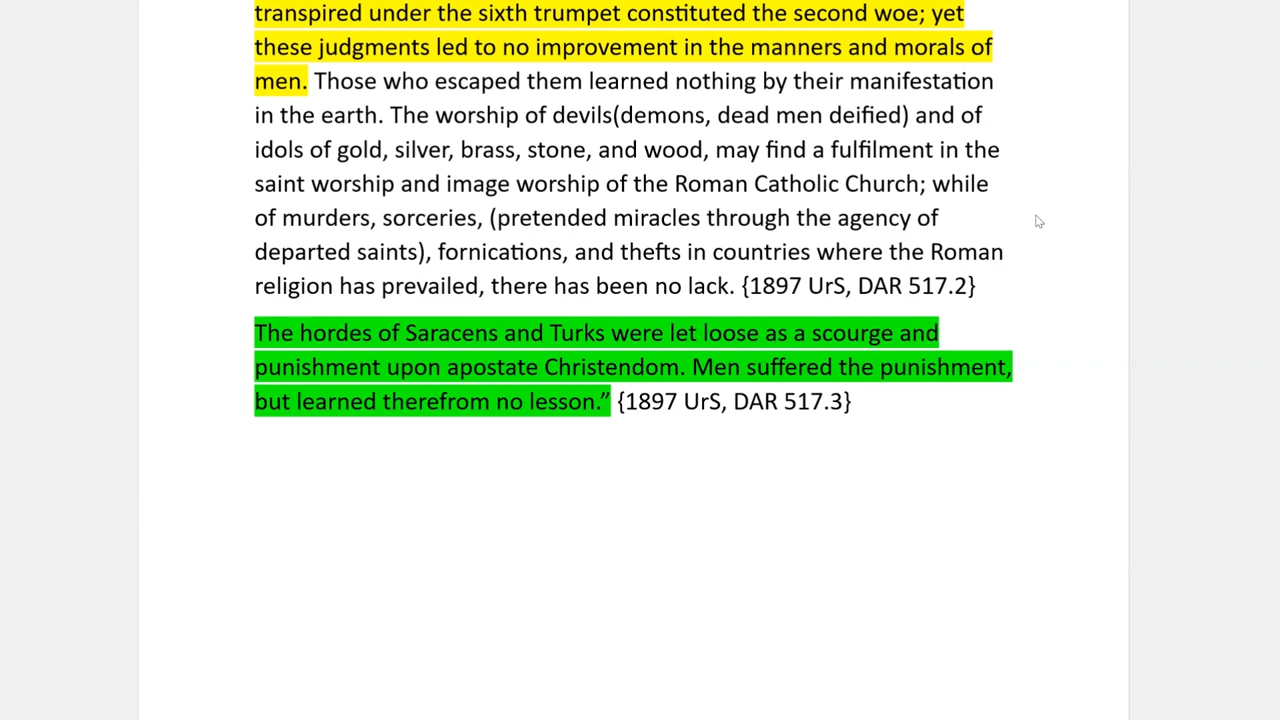 transpired under the sixth trumpet constituted the second woe; yet
these judgments led to no improvement in the manners and morals of
men. Those who escaped them learned nothing by their manifestation
in the earth. The worship of devils(demons, dead men deified) and of
idols of gold, silver, brass, stone, and wood, may find a fulfilment in the
saint worship and image worship of the Roman Catholic Church; while
of murders, sorceries, (pretended miracles through the agency of
departed saints), fornications, and thefts in countries where the Roman
religion has prevailed, there has been no lack. {1897 UrS, DAR 517.2}
The hordes of Saracens and Turks were let loose as a scourge and
punishment upon apostate Christendom. Men suffered the punishment,
but learned therefrom no lesson.” {1897 UrS, DAR 517.3}